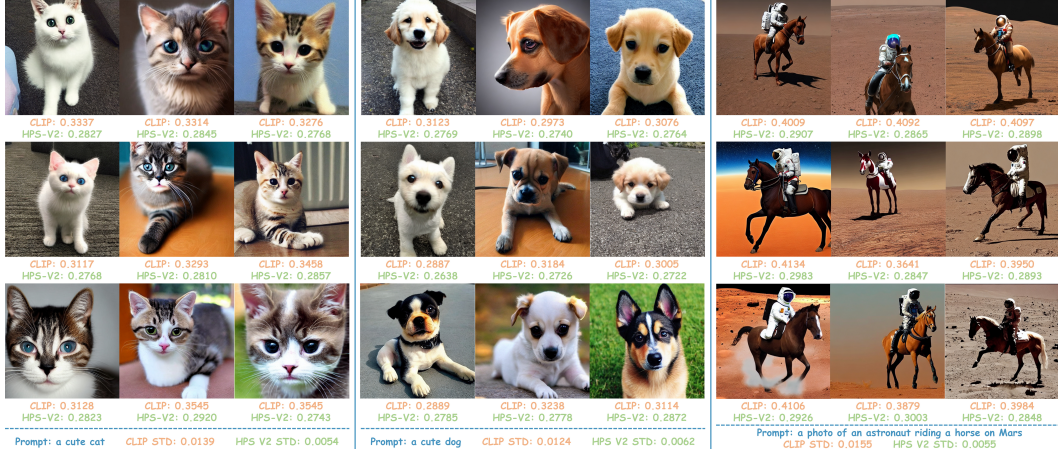 CLIP: 0.3337 CLIP: 0.3314 CLIP: 0.3276
HPS-V2: 0.2827 HPS-V2: 0.2845 HPS-V2: 0.2768
CLIP: 0.3117 CLIP: 0.3293 CLIP: 0.3458
HPS-V2: 0.2768 HPS-V2: 0.2810 HPS-V2: 0.2857
CLIP: 0.3128 CLIP: 0.3545 CLIP: 0.3545
HPS-V2: 0.2823 HPS-V2: 0.2920 HPS-V2: 0.2743
Prompt: a cute cat CLIP STD: 0.0139 HPS V2 STD: 0.0054
CLIP: 0.3123 CLIP: 0.2973 CLIP: 0.3076
HPS-V2: 0.2769 HPS-V2: 0.2740 HPS-V2: 0.2764
CLIP: 0.2887 CLIP: 0.3184 CLIP: 0.3005
HPS-V2: 0.2638 HPS-V2: 0.2726 HPS-V2: 0.2722
CLIP: 0.2889 CLIP: 0.3238 CLIP: 0.3114
HPS-V2: 0.2785 HPS-V2: 0.2778 HPS-V2: 0.2872
Prompt: a cute dog CLIP STD: 0.0124 HPS V2 STD: 0.0062
CLIP: 0.4009 CLIP: 0.4092 CLIP: 0.4097
HPS-V2: 0.2907 HPS-V2: 0.2865 HPS-V2: 0.2898
CLIP: 0.4134 CLIP: 0.3641 CLIP: 0.3950
HPS-V2: 0.2983 HPS-V2: 0.2847 HPS-V2: 0.2893
CLIP: 0.4106 CLIP: 0.3879 CLIP: 0.3984
HPS-V2: 0.2926 HPS-V2: 0.3003 HPS-V2: 0.2848
Prompt: a photo of an astronaut riding a horse on Mars
CLIP STD: 0.0155 HPS V2 STD: 0.0055